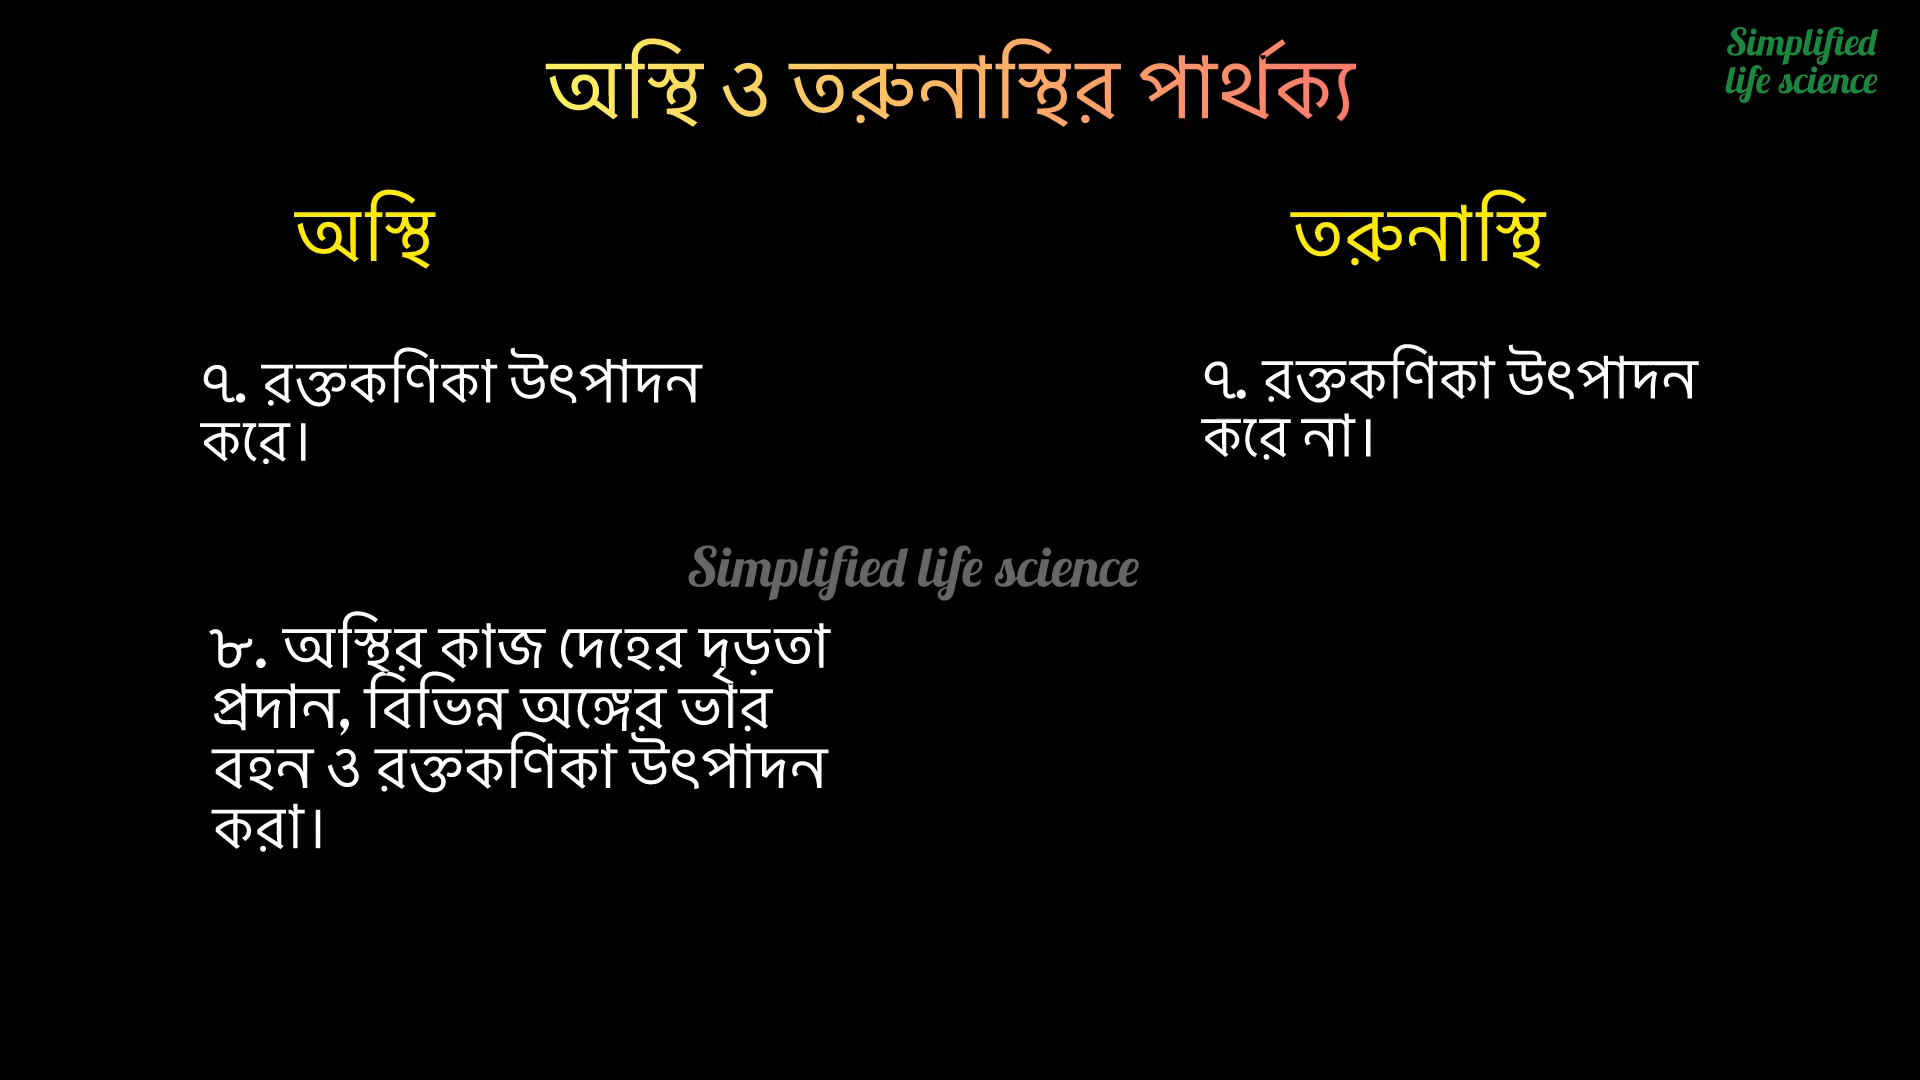 অস্থি ও তরুনাস্থির পার্থক্য
Simplified
life science
অস্থি
তরুনাস্থি
৭. রক্তকণিকা উৎপাদন
করে।
৭. রক্তকণিকা উৎপাদন
করে না।
Simplified life science
৮. অস্থির কাজ দেহের দৃড়তা
প্রদান, বিভিন্ন অঙ্গের ভার
বহন ও রক্তকণিকা উৎপাদন
করা।